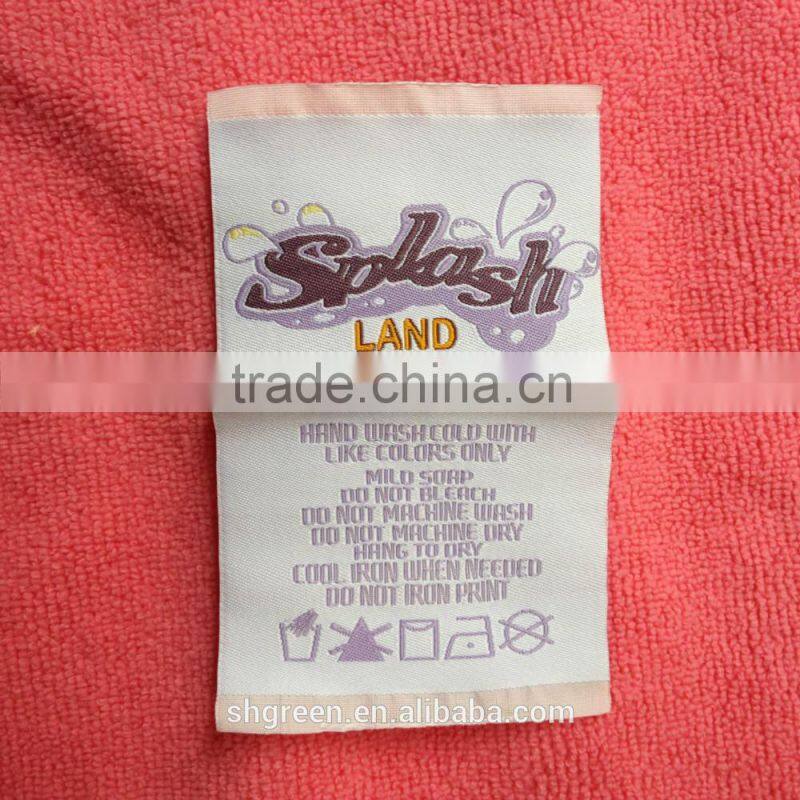 Splash
LAND
trade.china.cn
HAND WASH COLD WITH
LIKE COLORS ONLY
MILD SOAP
DO NOT BLEACH
DO NOT MACHINE WASH
DO NOT MACHINE DRY
HANG TO DRY
COOL IRON WHEN NEEDED
DO NOT IRON PRINT
shgreen.en.alibaba.com